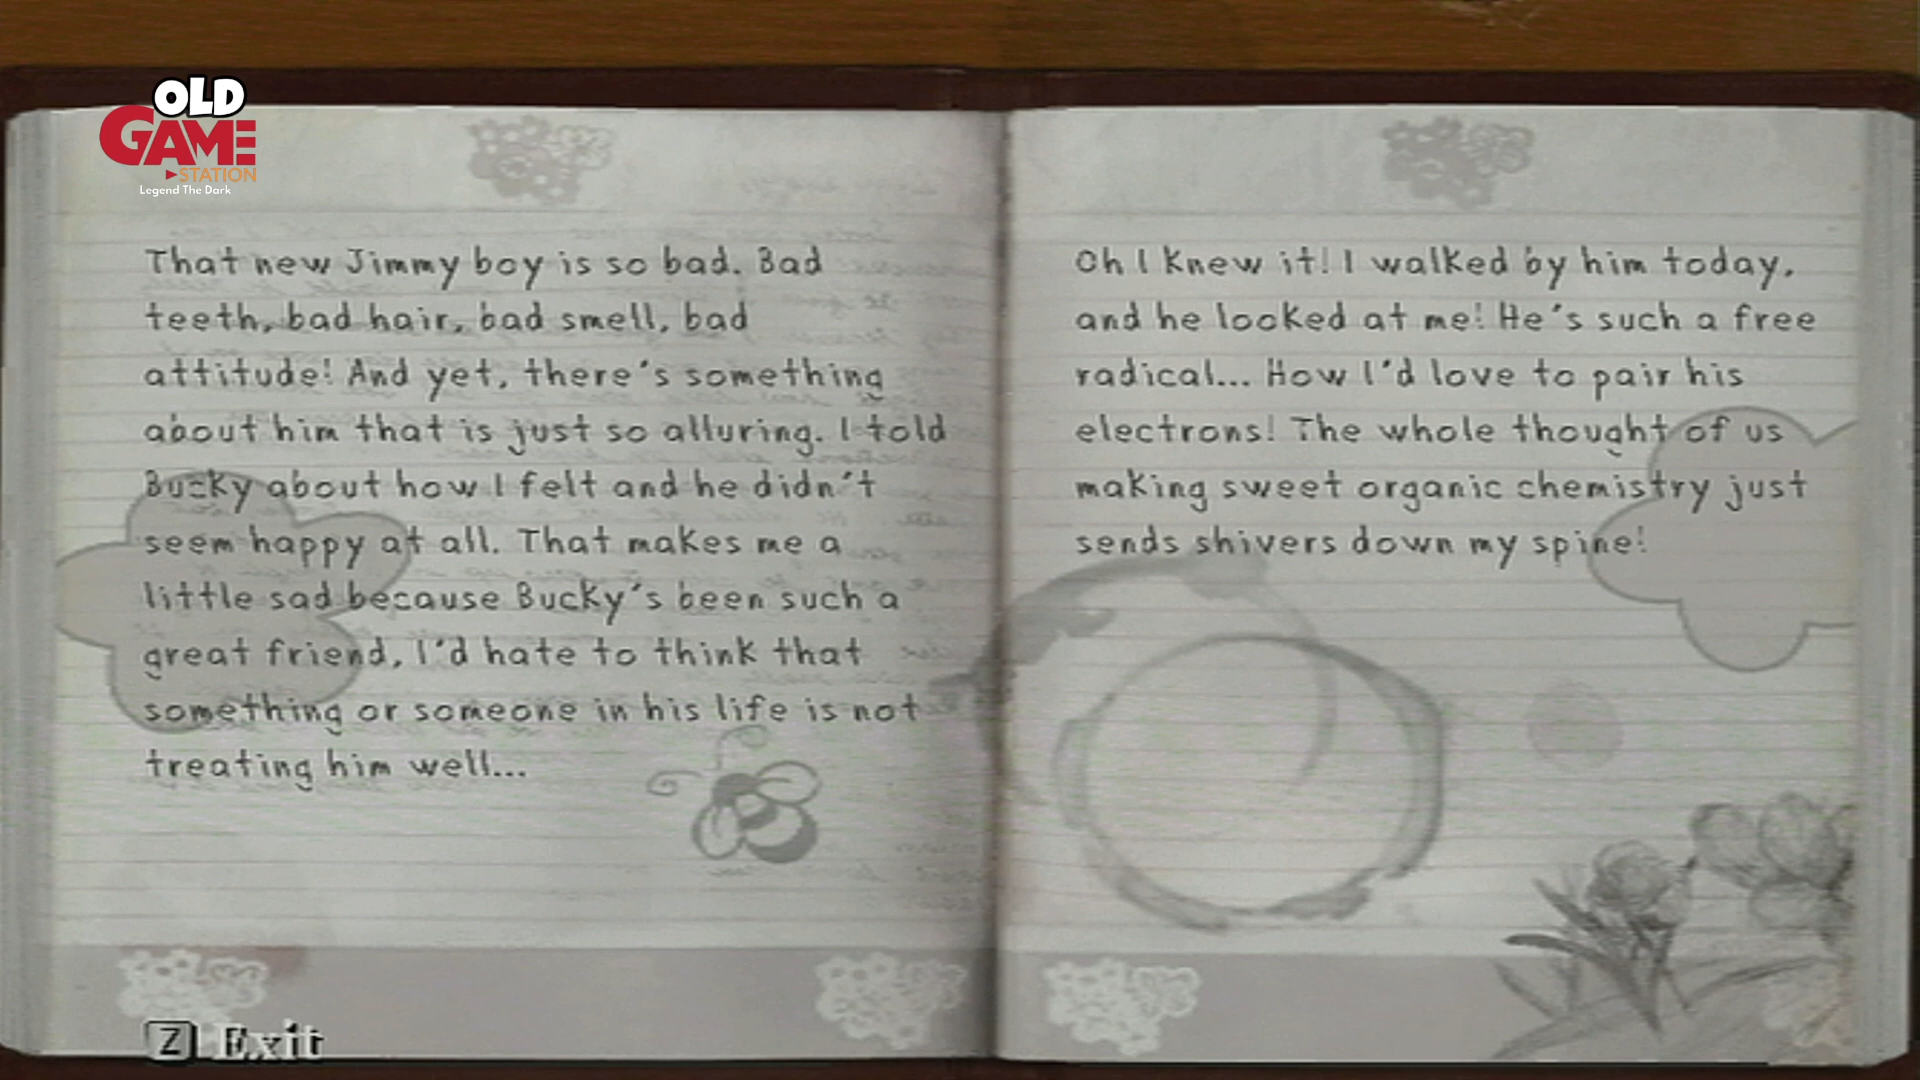 OLD
GAME
STATION
Legend The Dark
That new Jimmy boy is so bad. Bad
teeth, bad hair, bad smell, bad
attitude! And yet, there's something
about him that is just so alluring. I told
Bucky about how I felt and he didn't
seem happy at all. That makes me a
little sad because Bucky's been such a
great friend, I'd hate to think that
something or someone in his life is not
treating him well...
Oh I knew it! I walked by him today,
and he looked at me! He's such a free
radical... How I'd love to pair his
electrons! The whole thought of us
making sweet organic chemistry just
sends shivers down my spine!
Z Exit